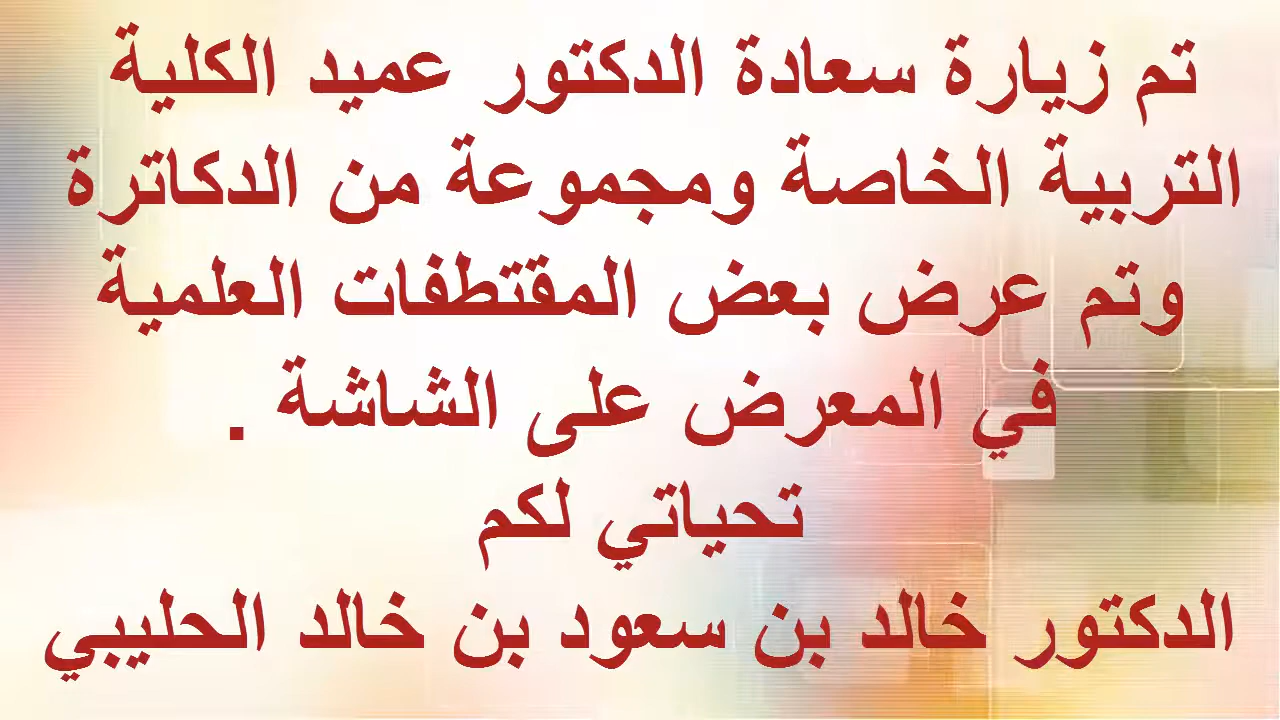 تم زيارة سعادة الدكتور عميد الكلية
التربية الخاصة ومجموعة من الدكاترة
وتم عرض بعض المقتطفات العلمية
في المعرض على الشاشة .
تحياتي لكم
الدكتور خالد بن سعود بن خالد الحليبي